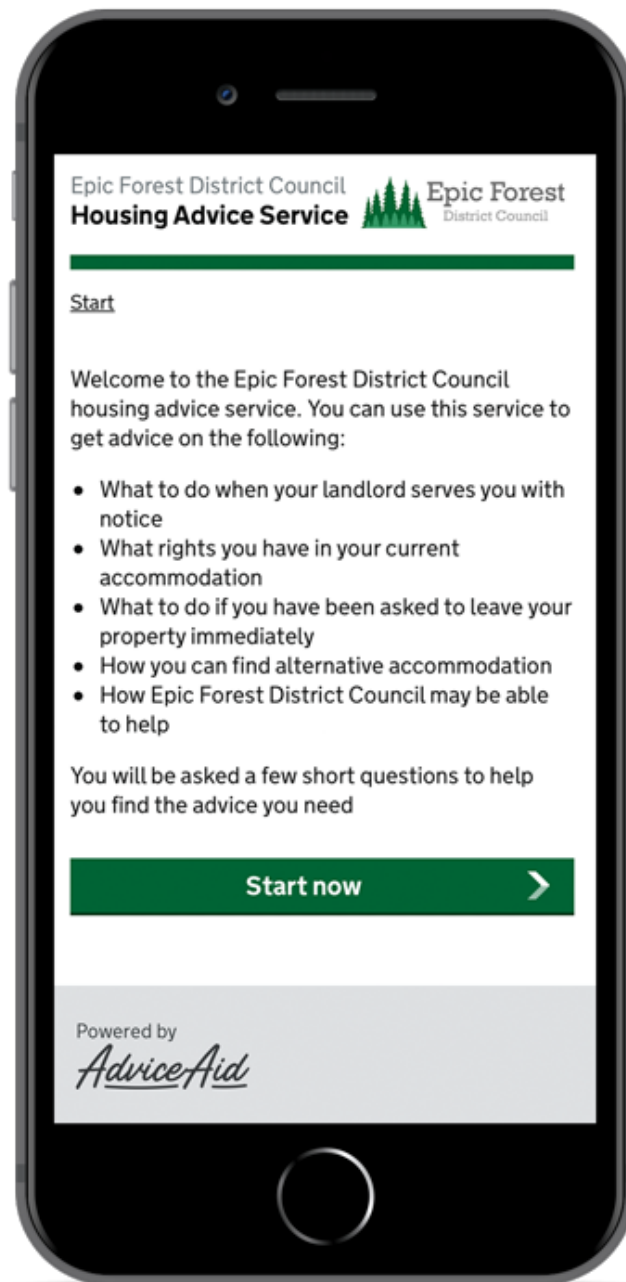 Epic Forest District Council
Housing Advice Service
Epic Forest
District Council
Start
Welcome to the Epic Forest District Council
housing advice service. You can use this service to
get advice on the following:
• What to do when your landlord serves you with
notice
• What rights you have in your current
accommodation
• What to do if you have been asked to leave your
property immediately
• How you can find alternative accommodation
• How Epic Forest District Council may be able
to help
You will be asked a few short questions to help
you find the advice you need
Start now
Powered by
AdviceAid